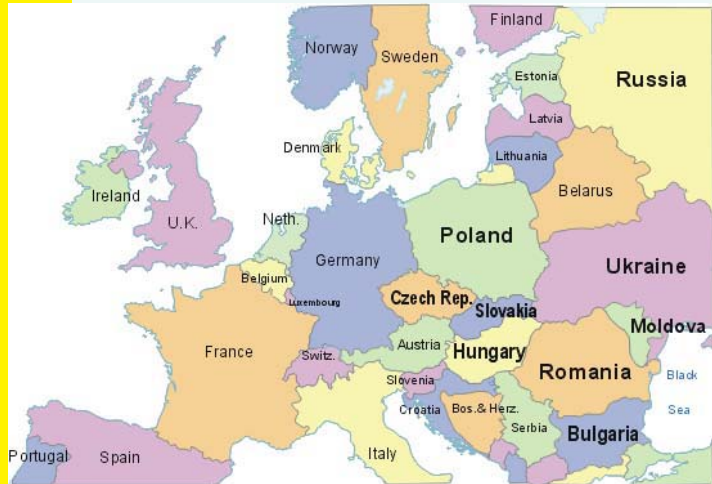 Finland
Norway
Sweden
Estonia
Russia
Latvia
Denmark
Lithuania
Ireland
Belarus
U.K.
Neth.
Poland
Germany
Ukraine
Belgium
Czech Rep.
Luxembourg
Slovakia
Moldova
France
Austria
Hungary
Switz.
Romania
Black
Sea
Slovenia
Croatia
Bos.& Herz.
Serbia
Bulgaria
Italy
Portugal
Spain